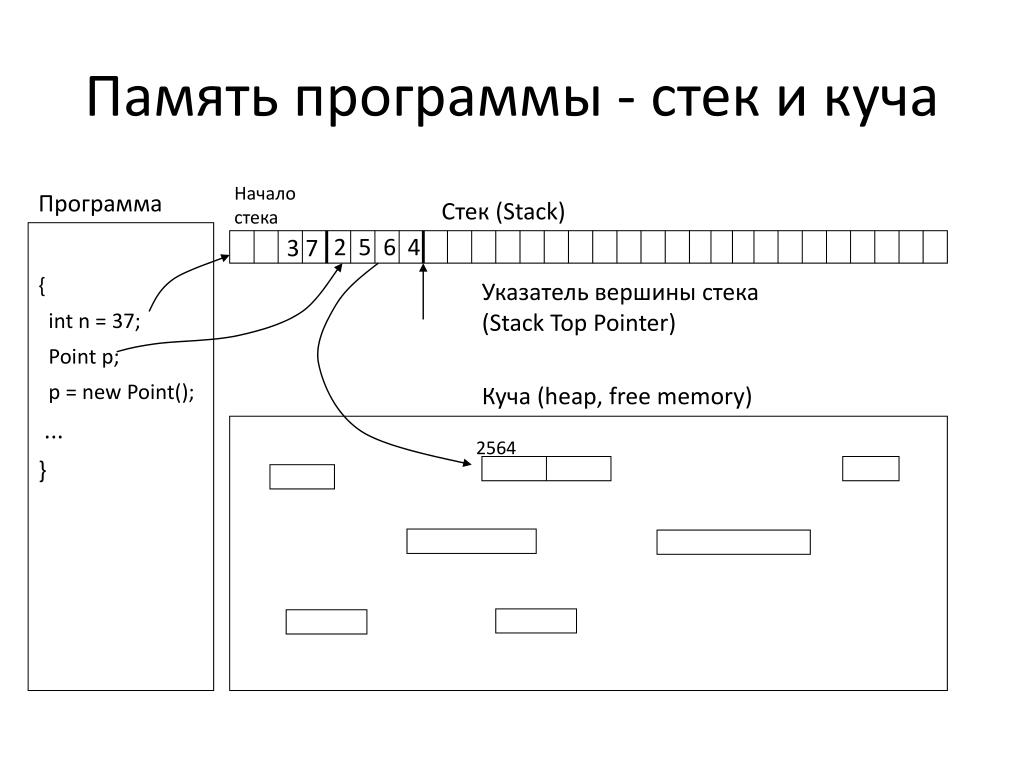 Память программы - стек и куча
Программа
Начало
стека
Стек (Stack)
3 7 2 5 6 4
{
int n = 37;
Point p;
p = new Point();
...
}
Указатель вершины стека
(Stack Top Pointer)
Куча (heap, free memory)
2564